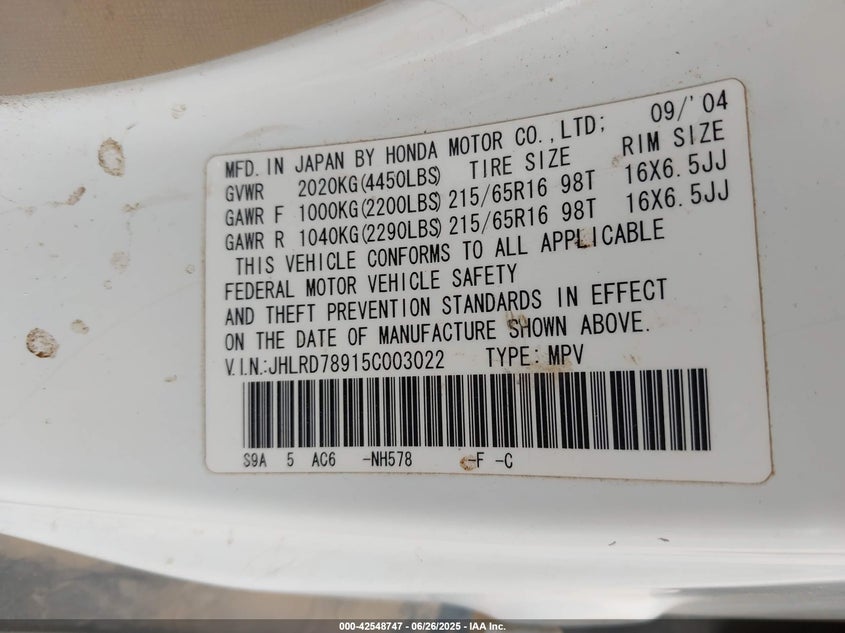 09/'04
MFD. IN JAPAN BY HONDA MOTOR CO.,LTD;
GVWR 2020KG(4450LBS) TIRE SIZE RIM SIZE
GAWR F 1000KG(2200LBS) 215/65R16 98T 16X6.5JJ
GAWR R 1040KG(2290LBS) 215/65R16 98T 16X6.5JJ
THIS VEHICLE CONFORMS TO ALL APPLICABLE
FEDERAL MOTOR VEHICLE SAFETY
AND THEFT PREVENTION STANDARDS IN EFFECT
ON THE DATE OF MANUFACTURE SHOWN ABOVE.
V.I.N.:JHLRD78915C003022 TYPE: MPV
S9A 5 AC6 -NH578 -F -C
000-42548747 - 06/26/2025 - IAA Inc.